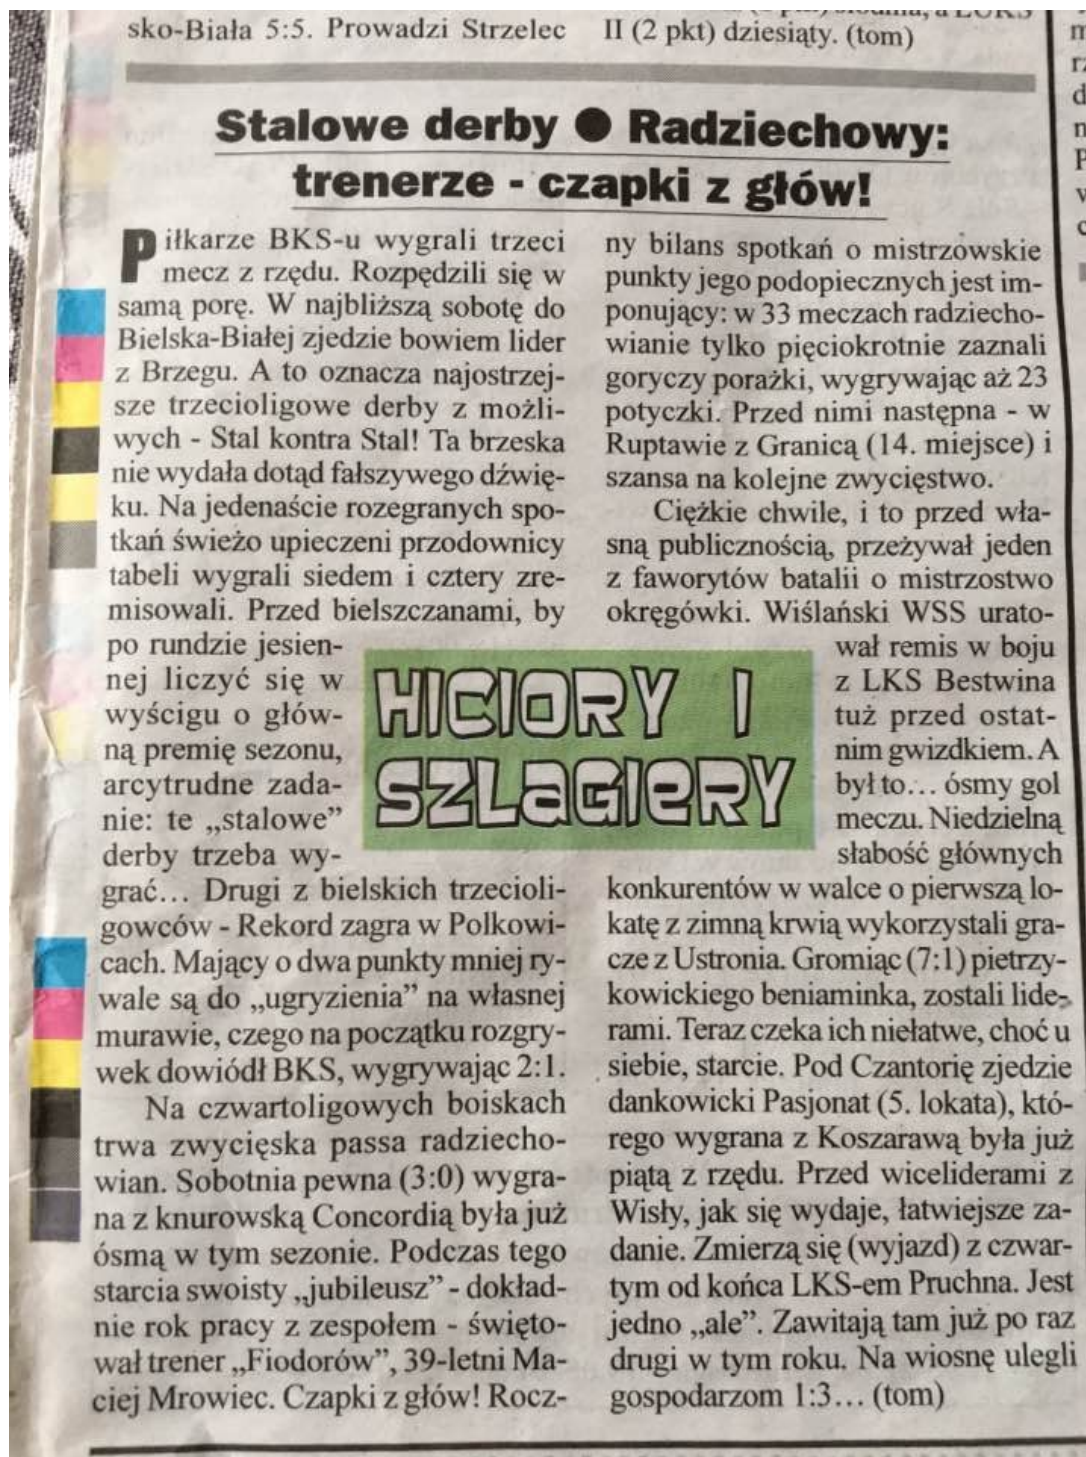 sko-Biała 5:5. Prowadzi Strzelec
II (2 pkt) dziesiąty. (tom)
Stalowe derby ● Radziechowy:
trenerze - czapki z głów!
Piłkarze BKS-u wygrali trzeci
mecz z rzędu. Rozpędzili się w
samą porę. W najbliższą sobotę do
Bielska-Białej zjedzie bowiem lider
z Brzegu. A to oznacza najostrzej-
sze trzecioligowe derby z możli-
wych - Stal kontra Stal! Ta brzeska
nie wydała dotąd fałszywego dźwię-
ku. Na jedenaście rozegranych spo-
tkań świeżo upieczeni przodownicy
tabeli wygrali siedem i cztery zre-
misowali. Przed bielszczanami, by
po rundzie jesien-
nej liczyć się w
wyścigu o głów-
ną premię sezonu,
arcytrudne zada-
nie: te „stalowe”
derby trzeba wy-
grać... Drugi z bielskich trzecioli-
gowców - Rekord zagra w Polkowi-
cach. Mający o dwa punkty mniej ry-
wale są do „ugryzienia” na własnej
murawie, czego na początku rozgry-
wek dowiódł BKS, wygrywając 2:1.
Na czwartoligowych boiskach
trwa zwycięska passa radziecho-
wian. Sobotnia pewna (3:0) wygra-
na z knurowską Concordią była już
ósmą w tym sezonie. Podczas tego
starcia swoisty „jubileusz” - dokład-
nie rok pracy z zespołem - święto-
wał trener „Fiodorów”, 39-letni Ma-
ciej Mrowiec. Czapki z głów! Rocz-
ny bilans spotkań o mistrzowskie
punkty jego podopiecznych jest im-
ponujący: w 33 meczach radziecho-
wianie tylko pięciokrotnie zaznali
goryczy porażki, wygrywając aż 23
potyczki. Przed nimi następna - w
Ruptawie z Granicą (14. miejsce) i
szansa na kolejne zwycięstwo.
Ciężkie chwile, i to przed wła-
sną publicznością, przeżywał jeden
z faworytów batalii o mistrzostwo
okręgówki. Wiślański WSS urato-
wał remis w boju
z LKS Bestwina
tuż przed ostat-
nim gwizdkiem. A
był to... ósmy gol
meczu. Niedzielną
słabość głównych
konkurentów w walce o pierwszą lo-
katę z zimną krwią wykorzystali gra-
cze z Ustronia. Gromiąc (7:1) pietrzy-
kowickiego beniaminka, zostali lide-
rami. Teraz czeka ich niełatwe, choć u
siebie, starcie. Pod Czantorię zjedzie
dankowicki Pasjonat (5. lokata), któ-
rego wygrana z Koszarawą była już
piątą z rzędu. Przed wiceliderami z
Wisły, jak się wydaje, łatwiejsze za-
danie. Zmierzą się (wyjazd) z czwar-
tym od końca LKS-em Pruchna. Jest
jedno „ale”. Zawitają tam już po raz
drugi w tym roku. Na wiosnę ulegli
gospodarzom 1:3... (tom)
HICIORY I
SZLAGIERY